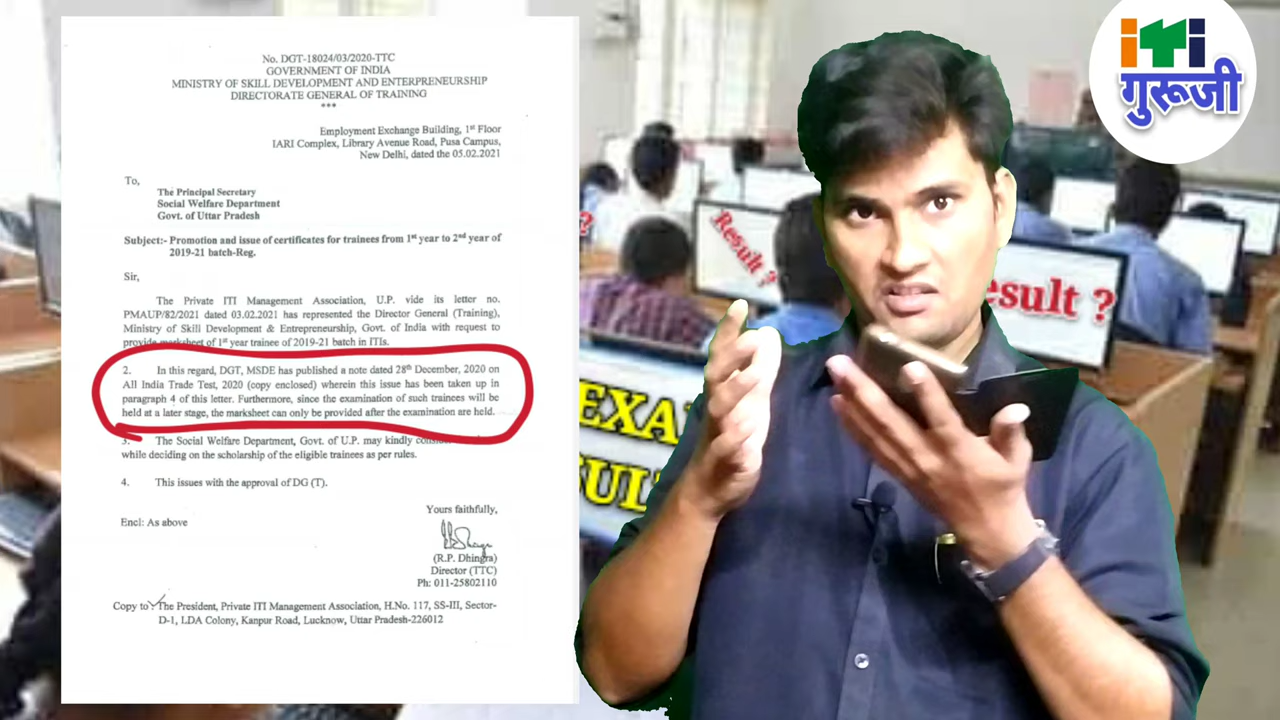 No. DGT-18024/03/2020-TTC
GOVERNMENT OF INDIA
MINISTRY OF SKILL DEVELOPMENT AND ENTERPRENEURSHIP
DIRECTORATE GENERAL OF TRAINING
***
Employment Exchange Building, 1st Floor
IARI Complex, Library Avenue Road, Pusa Campus,
New Delhi, dated the 05.02.2021
To,
The Principal Secretary
Social Welfare Department
Govt. of Uttar Pradesh
Subject:- Promotion and issue of certificates for trainees from 1st year to 2nd year of
2019-21 batch-Reg.
Sir,
The Private ITI Management Association, U.P. vide its letter no.
PMAUP/82/2021 dated 03.02.2021 has represented the Director General (Training),
Ministry of Skill Development & Entrepreneurship, Govt. of India with request to
provide marksheet of 1st year trainee of 2019-21 batch in ITIs.
2. In this regard, DGT, MSDE has published a note dated 28th December, 2020 on
All India Trade Test, 2020 (copy enclosed) wherein this issue has been taken up in
paragraph 4 of this letter. Furthermore, since the examination of such trainees will be
held at a later stage, the marksheet can only be provided after the examination are held.
3. The Social Welfare Department, Govt. of U.P. may kindly
while deciding on the scholarship of the eligible trainees as per rules.
4. This issues with the approval of DG (T).
Yours faithfully,
Encl: As above
(R.P. Dhingra)
Director (TTC)
Ph: 011-25802110
Copy to: The President, Private ITI Management Association, H.No. 117, SS-III, Sector-
D-1, LDA Colony, Kanpur Road, Lucknow, Uttar Pradesh-226012
iTi
गुरूजी
?
Result ?
esult ?
EXA
SUL